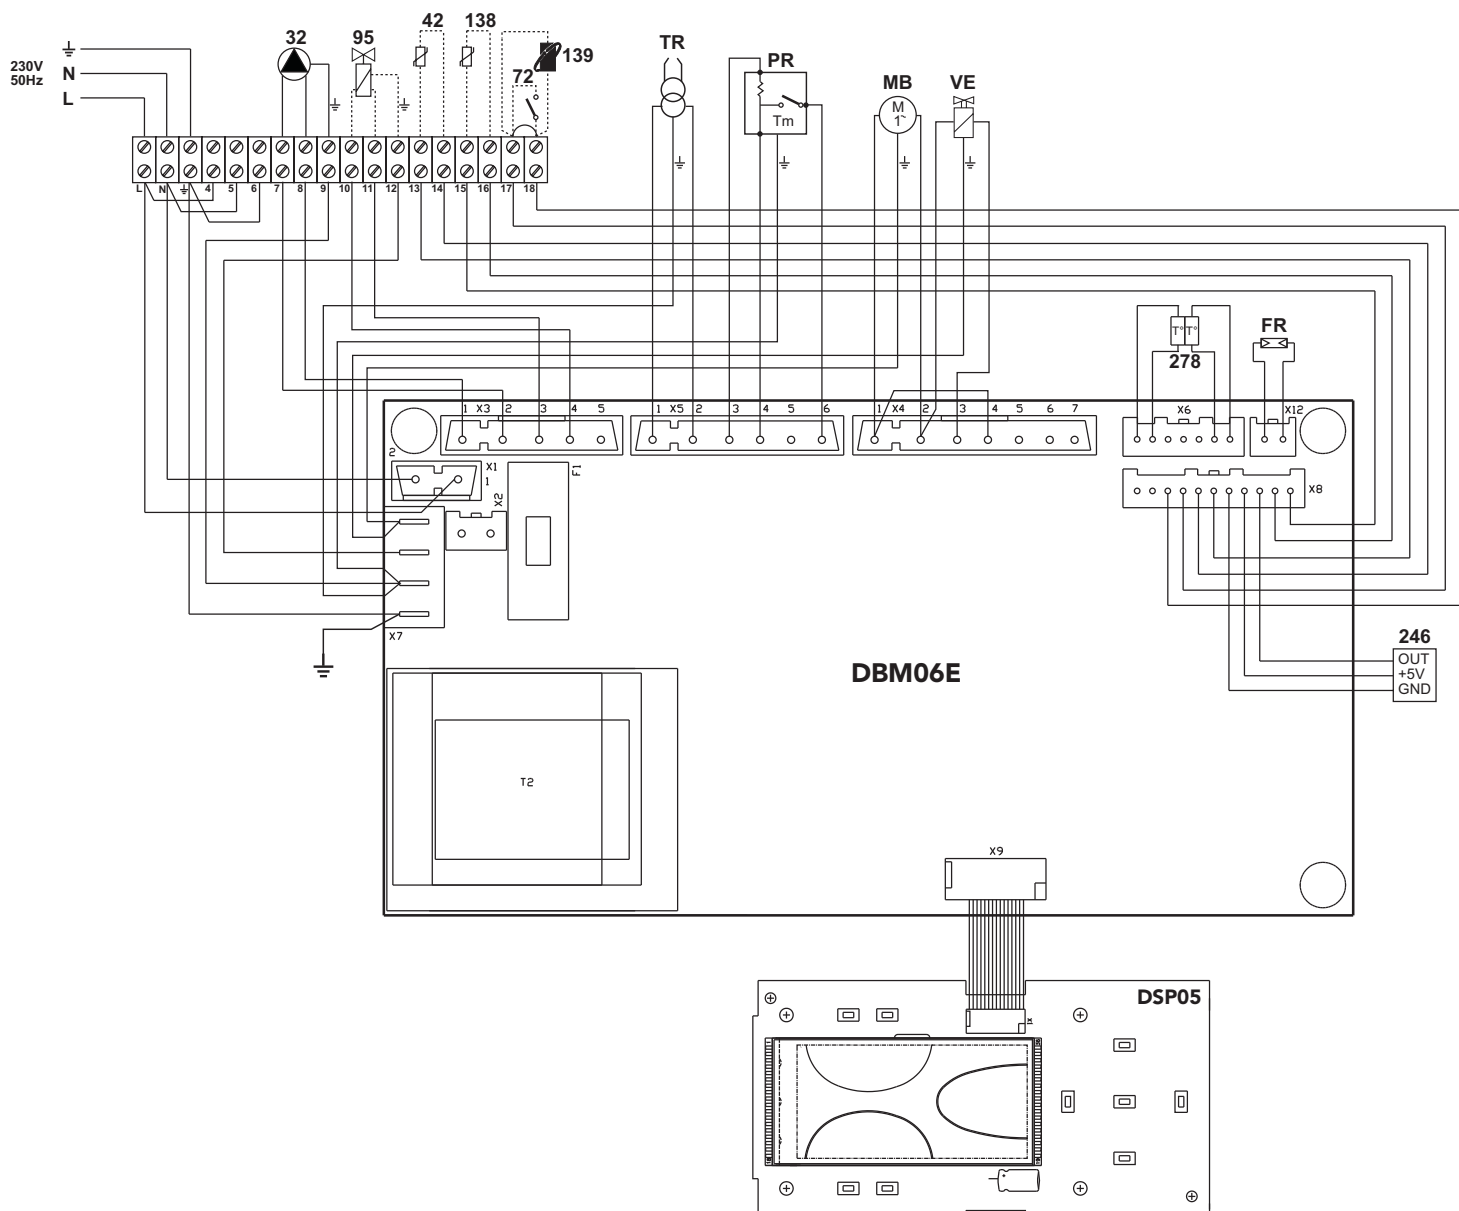 32 95 42 138
139
72
TR PR MB VE
230V
50Hz
N
L
Tm
M
1~
L N 4 5 6 7 8 9 10 11 12 13 14 15 16 17 18
T° T°
278
FR
1 X3 2 3 4 5
1 X5 2 3 4 5 6
1 X4 2 3 4 5 6 7
X6
X12
2
X1
1
X2
F1
X8
X7
246
OUT
+5V
GND
DBM06E
T2
X9
DSP05